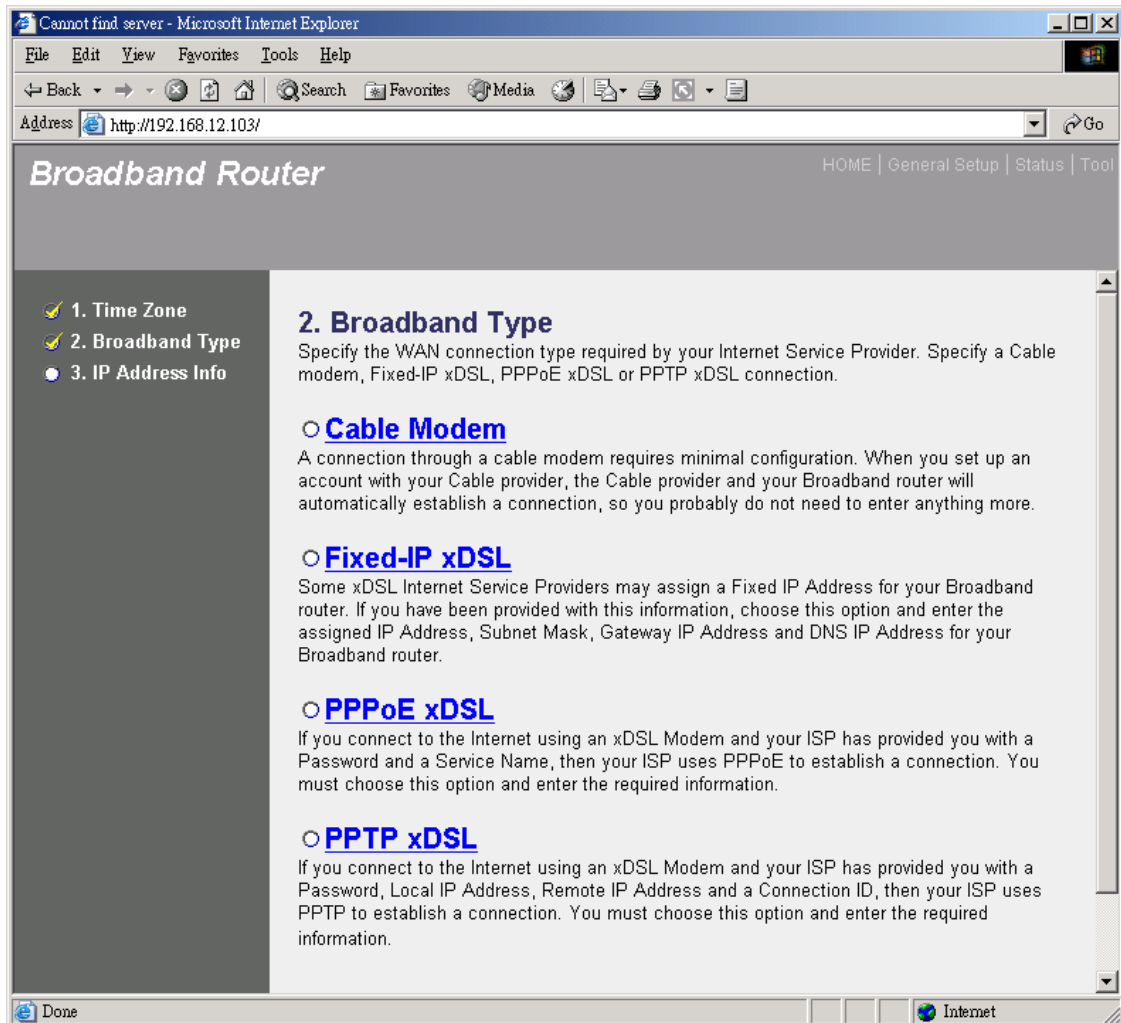 Cannot find server - Microsoft Internet Explorer
File Edit View Favorites Tools Help
Back Search Favorites Media
Address http://192.168.12.103/ Go
Broadband Router
HOME | General Setup | Status | Tool
1. Time Zone
2. Broadband Type
3. IP Address Info
2. Broadband Type
Specify the WAN connection type required by your Internet Service Provider. Specify a Cable
modem, Fixed-IP xDSL, PPPoE xDSL or PPTP xDSL connection.
Cable Modem
A connection through a cable modem requires minimal configuration. When you set up an
account with your Cable provider, the Cable provider and your Broadband router will
automatically establish a connection, so you probably do not need to enter anything more.
Fixed-IP xDSL
Some xDSL Internet Service Providers may assign a Fixed IP Address for your Broadband
router. If you have been provided with this information, choose this option and enter the
assigned IP Address, Subnet Mask, Gateway IP Address and DNS IP Address for your
Broadband router.
PPPoE xDSL
If you connect to the Internet using an xDSL Modem and your ISP has provided you with a
Password and a Service Name, then your ISP uses PPPoE to establish a connection. You
must choose this option and enter the required information.
PPTP xDSL
If you connect to the Internet using an xDSL Modem and your ISP has provided you with a
Password, Local IP Address, Remote IP Address and a Connection ID, then your ISP uses
PPTP to establish a connection. You must choose this option and enter the required
information.
Done Internet